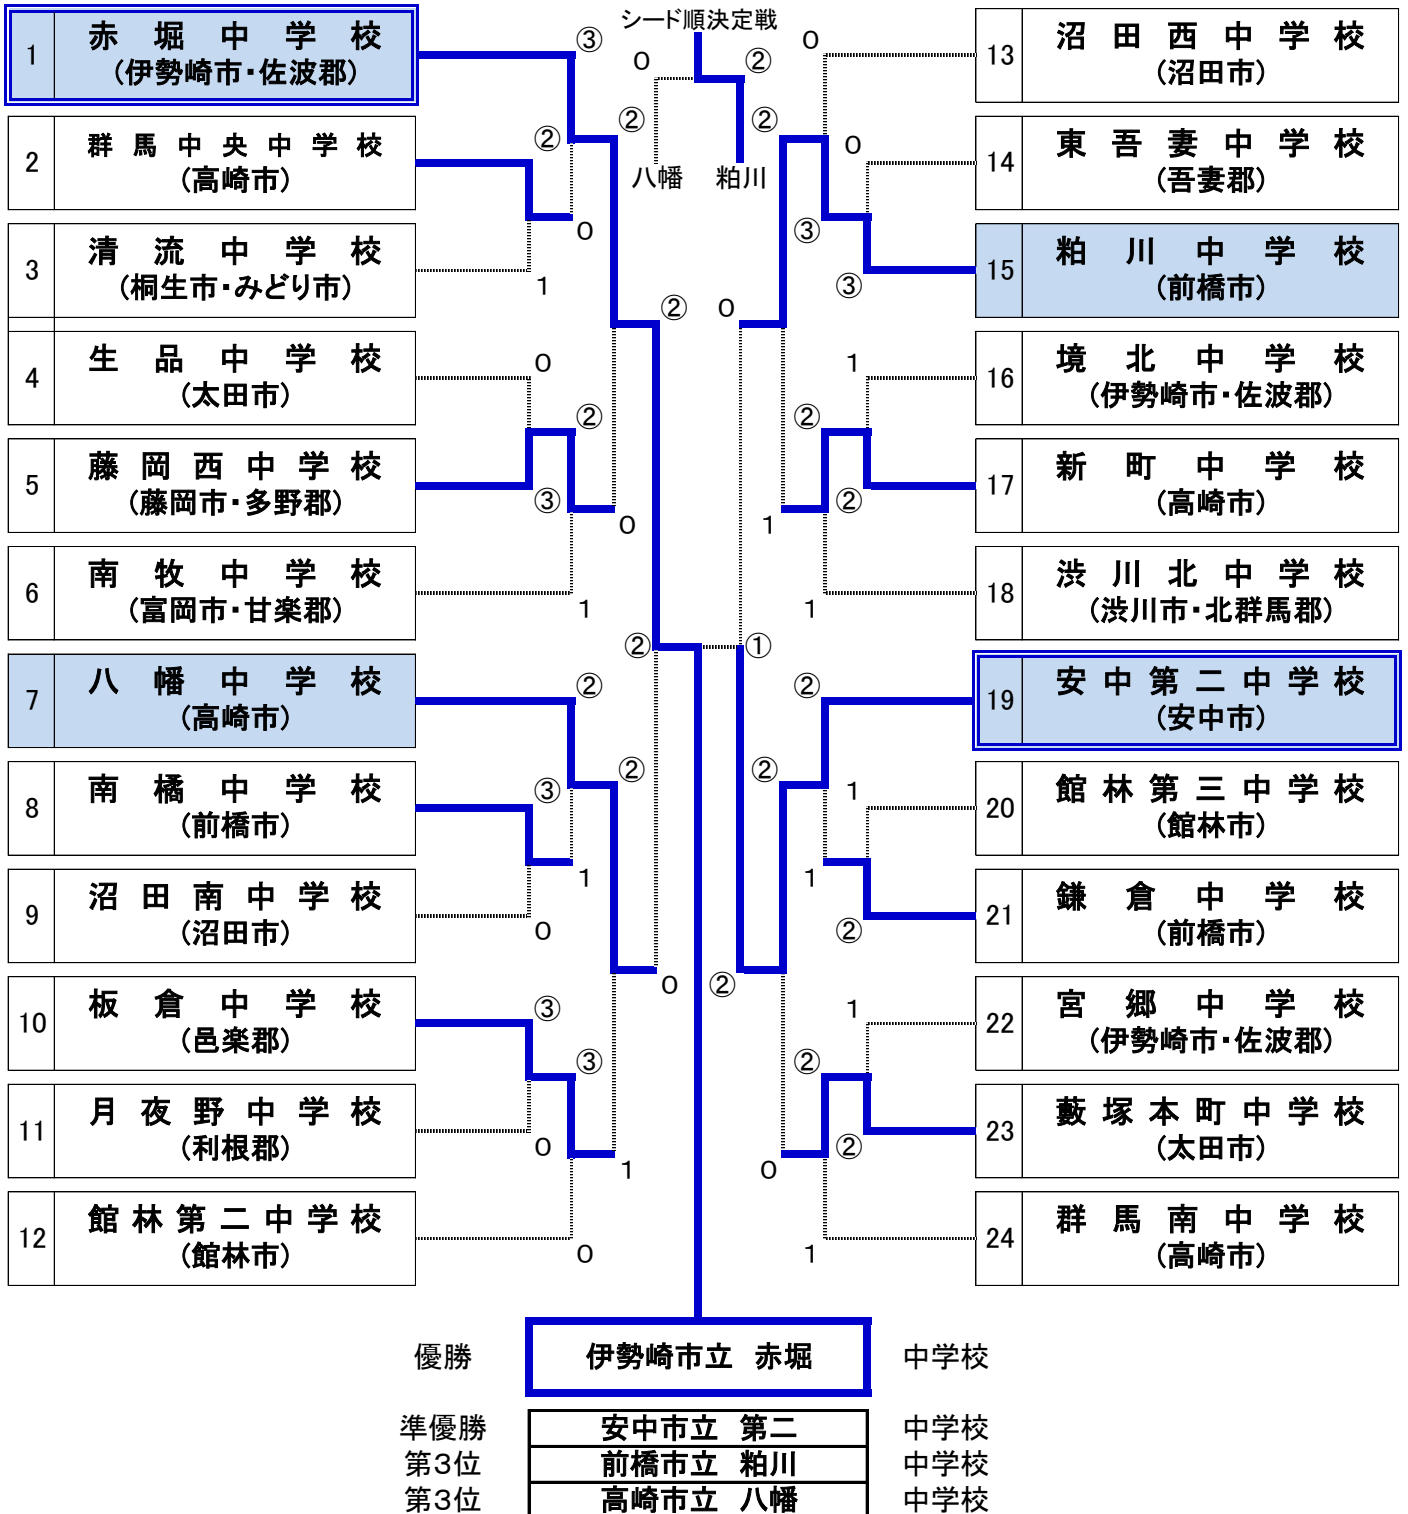 シード順決定戦
0
②
八幡
粕川
1
赤堀中学校
(伊勢崎市・佐波郡)
③
2
群馬中央中学校
(高崎市)
②
②
0
3
清流中学校
(桐生市・みどり市)
1
②
4
生品中学校
(太田市)
0
②
5
藤岡西中学校
(藤岡市・多野郡)
③
0
6
南牧中学校
(富岡市・甘楽郡)
1
②
7
八幡中学校
(高崎市)
②
8
南橘中学校
(前橋市)
③
②
1
9
沼田南中学校
(沼田市)
0
0
10
板倉中学校
(邑楽郡)
③
③
11
月夜野中学校
(利根郡)
0
1
12
館林第二中学校
(館林市)
0
0
13
沼田西中学校
(沼田市)
②
0
14
東吾妻中学校
(吾妻郡)
③
15
粕川中学校
(前橋市)
③
0
1
16
境北中学校
(伊勢崎市・佐波郡)
②
17
新町中学校
(高崎市)
②
1
18
渋川北中学校
(渋川市・北群馬郡)
1
①
②
19
安中第二中学校
(安中市)
②
1
20
館林第三中学校
(館林市)
1
21
鎌倉中学校
(前橋市)
②
②
1
22
宮郷中学校
(伊勢崎市・佐波郡)
②
23
藪塚本町中学校
(太田市)
②
0
24
群馬南中学校
(高崎市)
1
優勝 伊勢崎市立 赤堀 中学校
準優勝 安中市立 第二 中学校
第3位 前橋市立 粕川 中学校
第3位 高崎市立 八幡 中学校